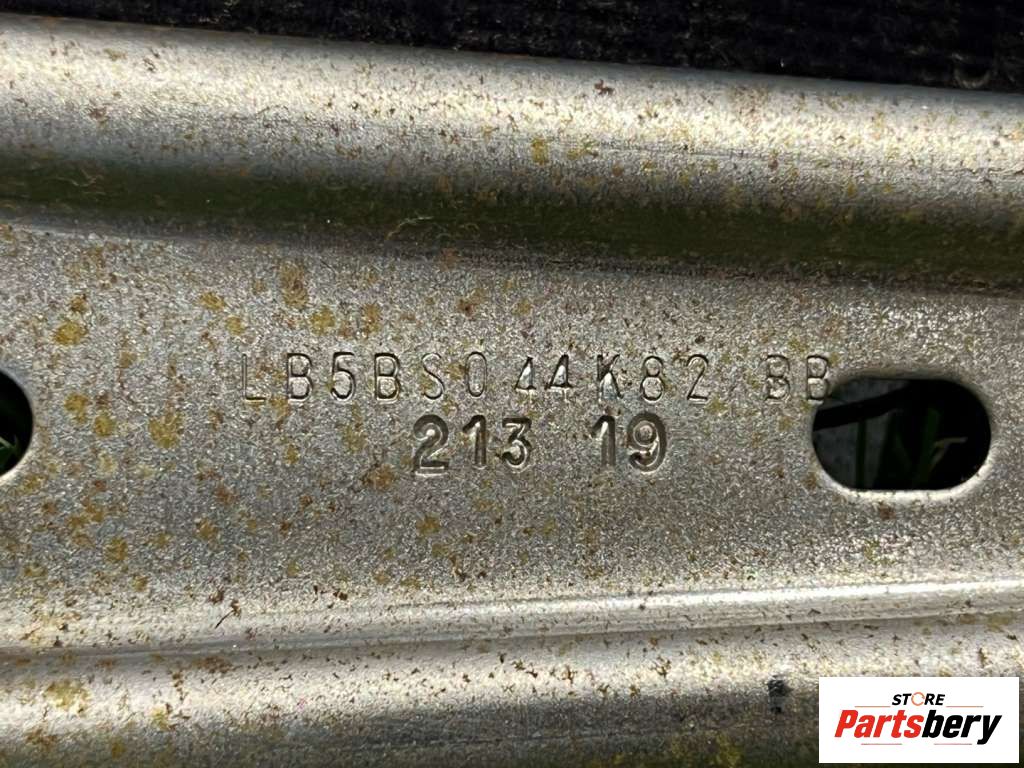 LB5BS044K82 BB
213 19
STORE
Partsbery